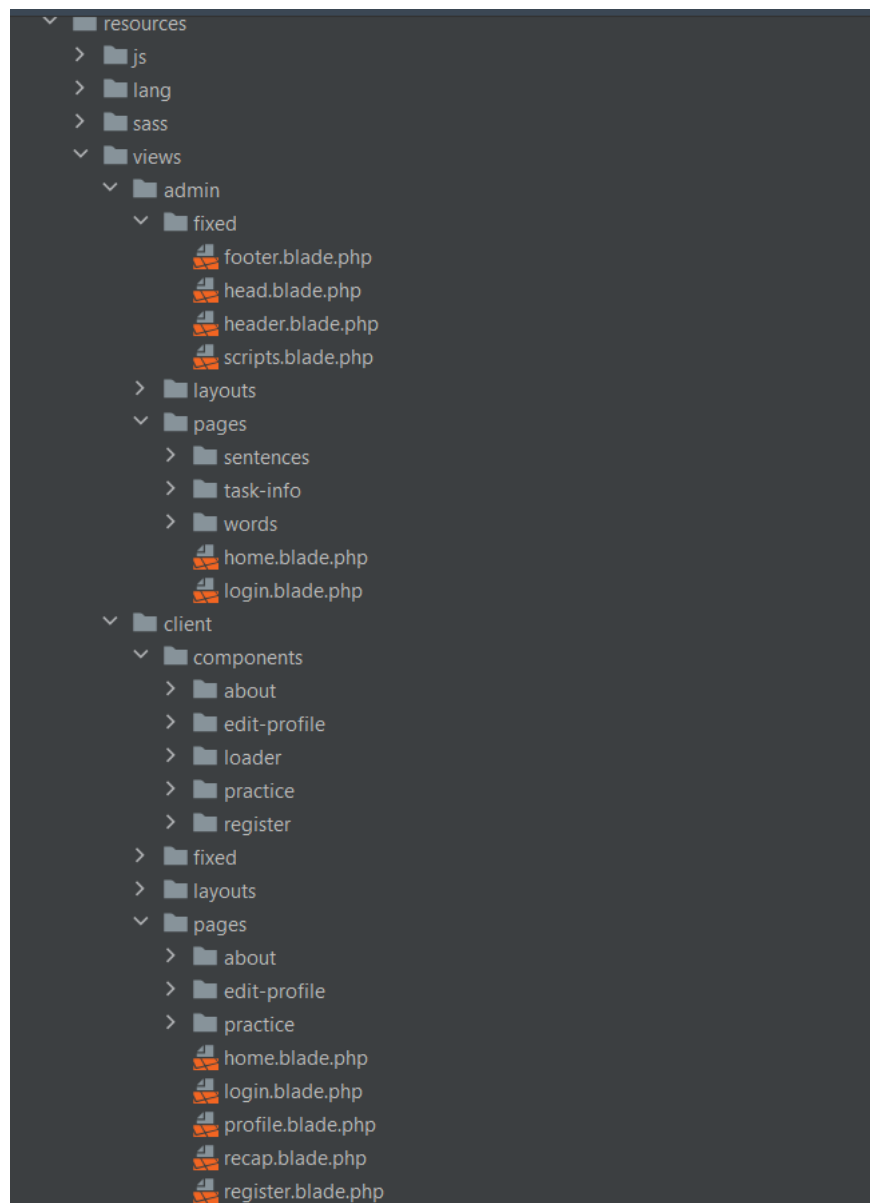 resources
js
lang
sass
views
admin
fixed
footer.blade.php
head.blade.php
header.blade.php
scripts.blade.php
layouts
pages
sentences
task-info
words
home.blade.php
login.blade.php
client
components
about
edit-profile
loader
practice
register
fixed
layouts
pages
about
edit-profile
practice
home.blade.php
login.blade.php
profile.blade.php
recap.blade.php
register.blade.php